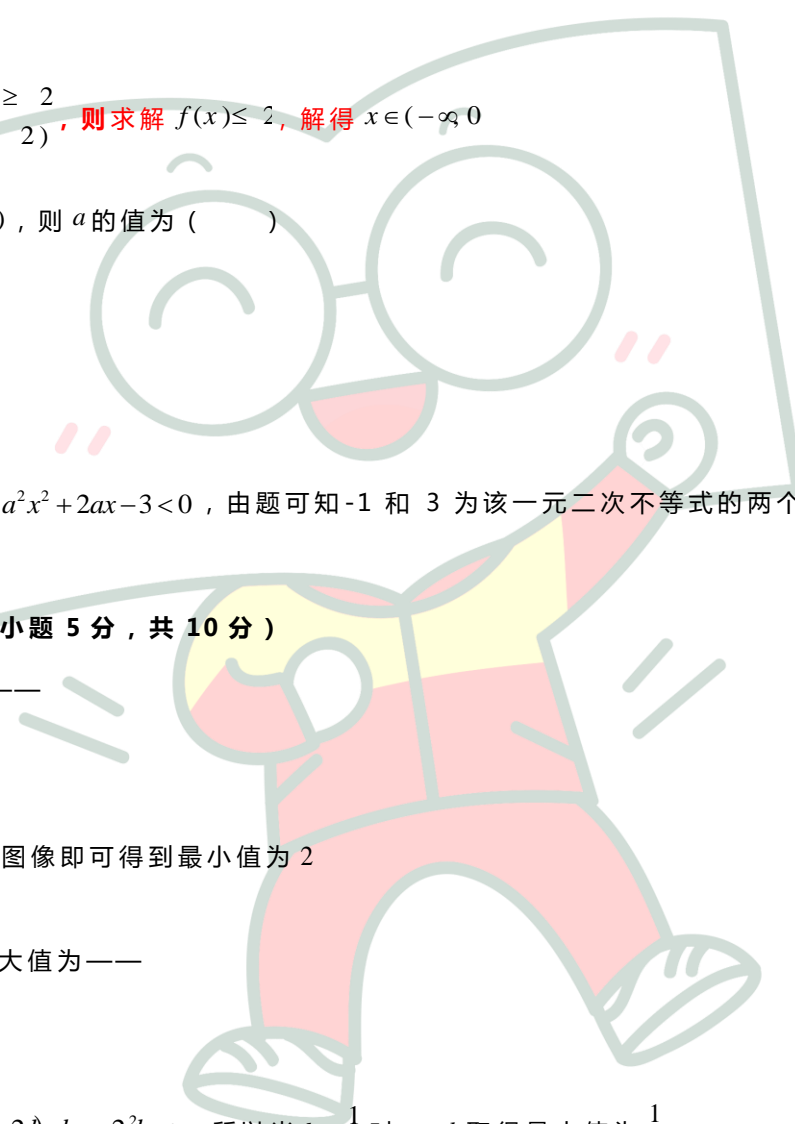 ≥ 2
2) ，则求解 f(x)≤ 2，解得 x∈(−∞,0
)，则 a 的值为（ ）
a²x²+2ax−3<0，由题可知-1 和 3 为该一元二次不等式的两个
小题 5 分，共 10 分）
——
图像即可得到最小值为 2
大值为——
1 1